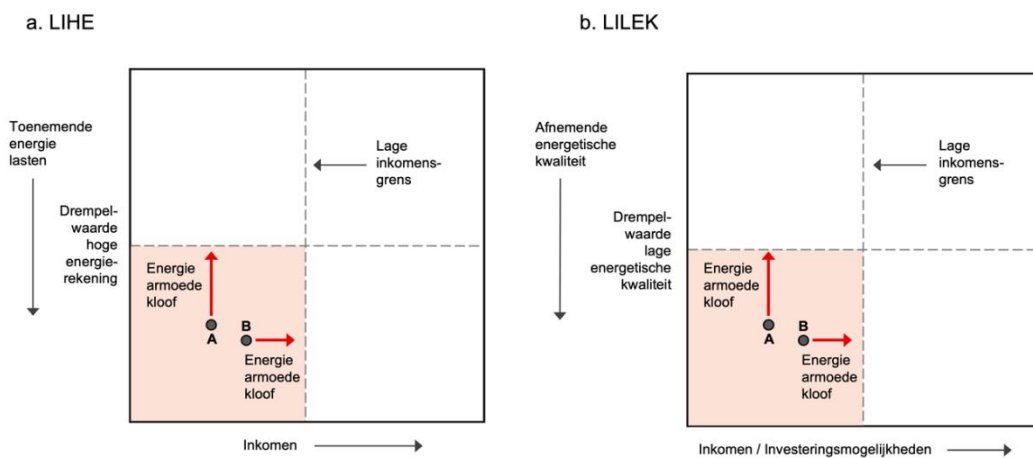 a. LIHE
Toenemende
energie
lasten
Lage
inkomens-
grens
Drempel-
waarde
hoge
energie-
rekening
Energie
armoede
kloof
A
B
Energie
armoede
kloof
Inkomen
b. LILEK
Afnemende
energetische
kwaliteit
Lage
inkomens-
grens
Drempel-
waarde
lage
energetische
kwaliteit
Energie
armoede
kloof
A
B
Energie
armoede
kloof
Inkomen / Investeringsmogelijkheden